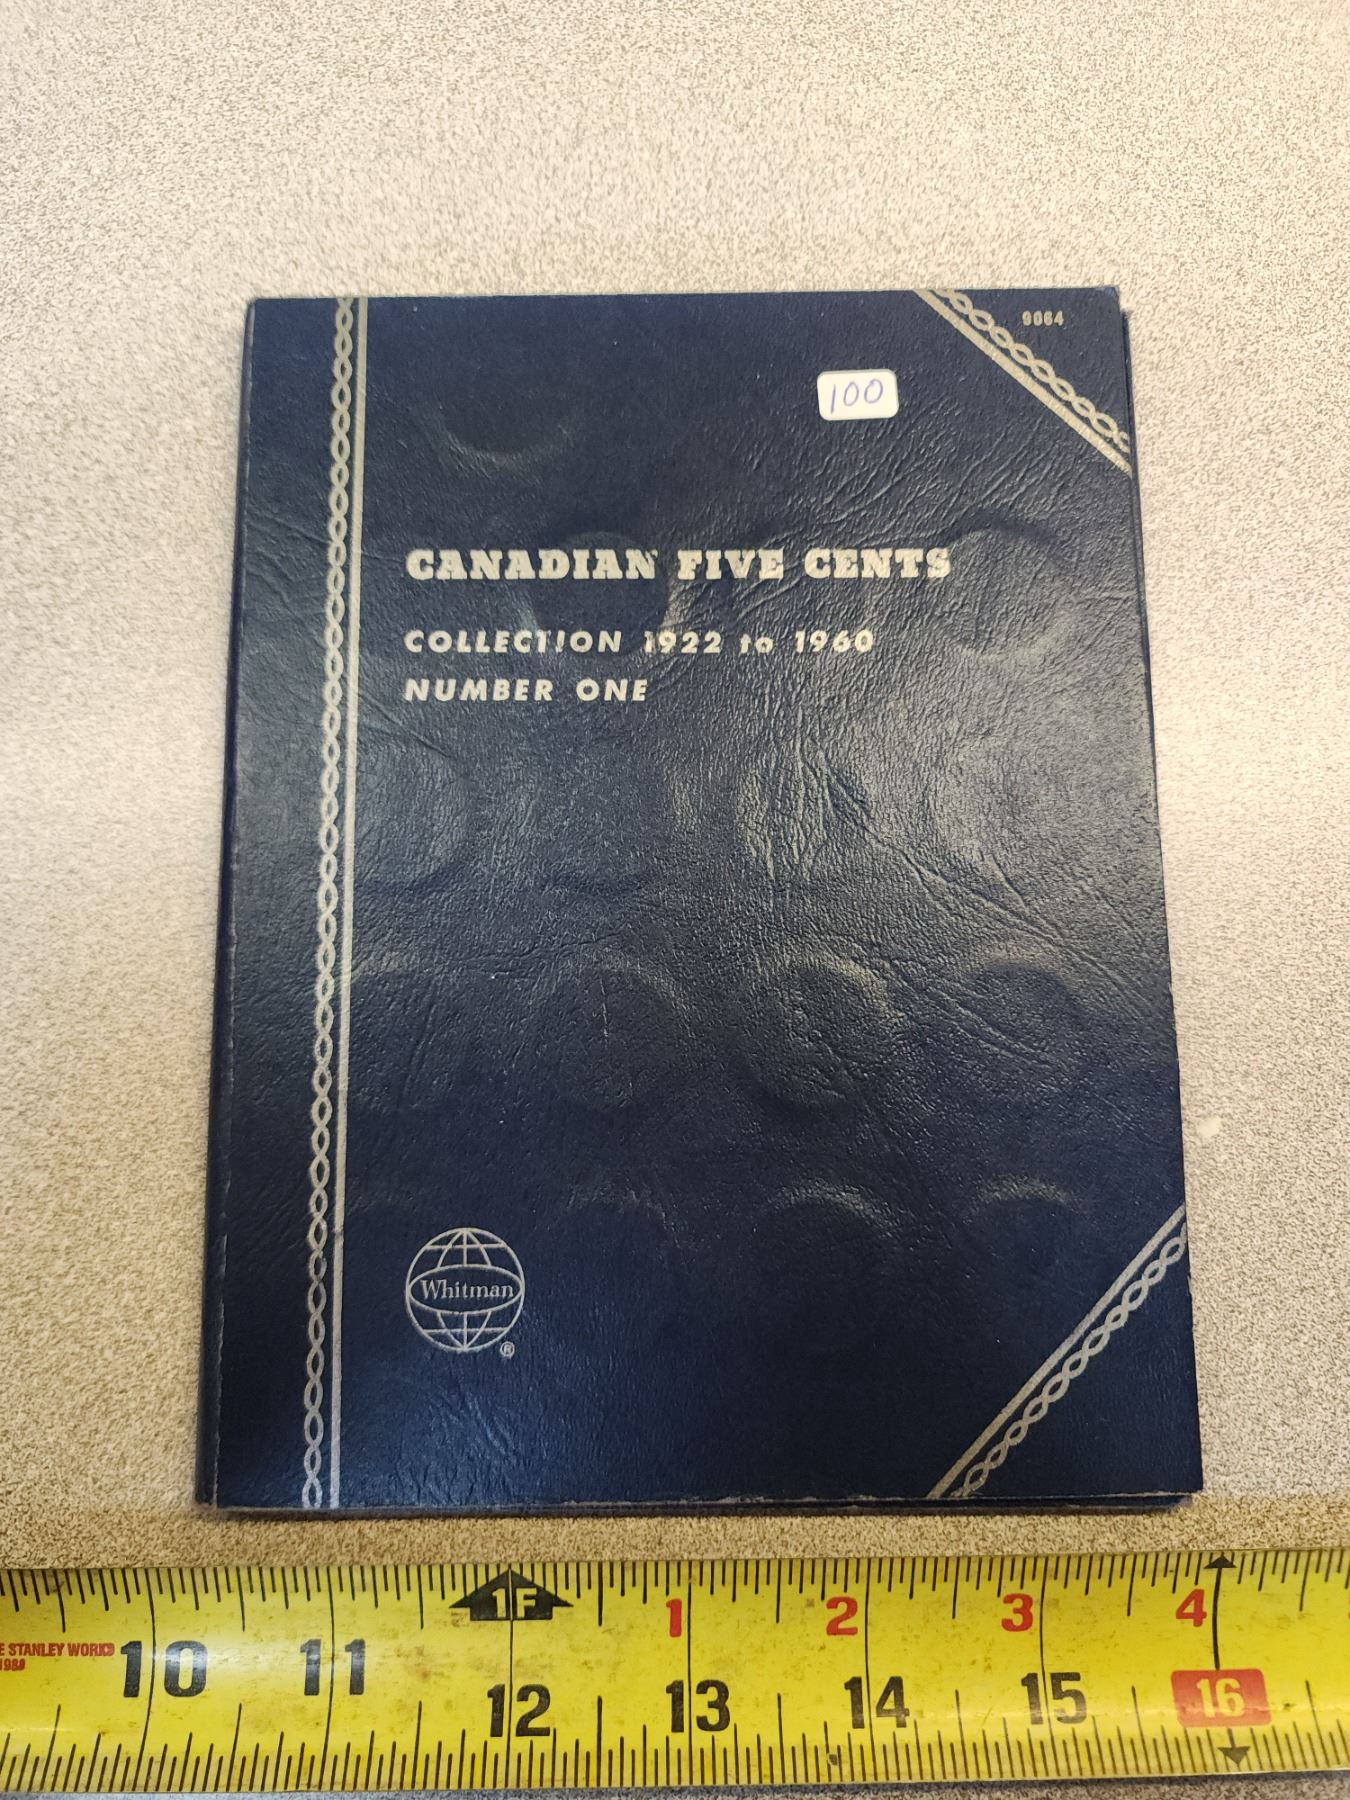 9064
100
CANADIAN FIVE CENTS
COLLECTION 1922 to 1960
NUMBER ONE
Whitman
®
1F
1 2 3 4
E STANLEY WORKS
10 11 12 13 14 15 16